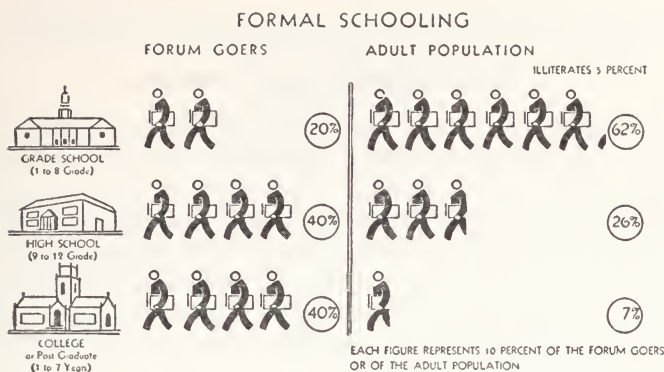 FORMAL SCHOOLING
FORUM GOERS
ADULT POPULATION
ILLITERATES 5 PERCENT
20%
62%
GRADE SCHOOL
(1 to 8 Grade)
40%
26%
HIGH SCHOOL
(9 to 12 Grade)
40%
7%
COLLEGE
or Post Graduate
(1 to 7 Years)
EACH FIGURE REPRESENTS 10 PERCENT OF THE FORUM GOERS
OR OF THE ADULT POPULATION